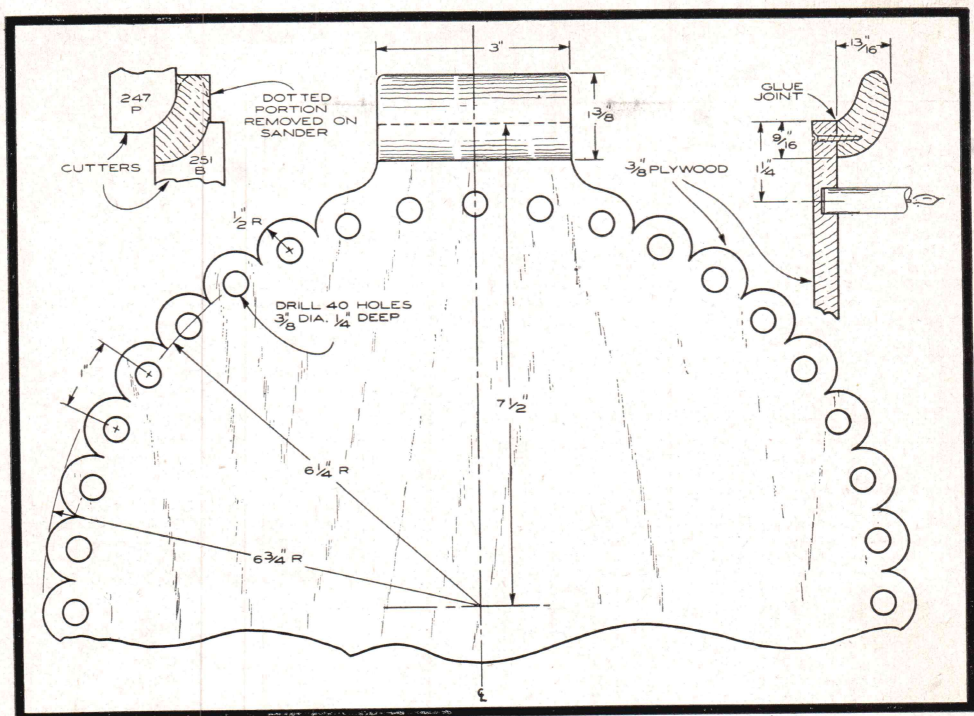 3"
13/16"
247
P
DOTTED
PORTION
REMOVED ON
SANDER
CUTTERS
251
B
1 3/8"
GLUE
JOINT
9/16"
1 1/4"
3/8" PLYWOOD
1/2" R
DRILL 40 HOLES
3/8" DIA. 1/4" DEEP
1"
7 1/2"
6 1/4" R
6 3/4" R
℄